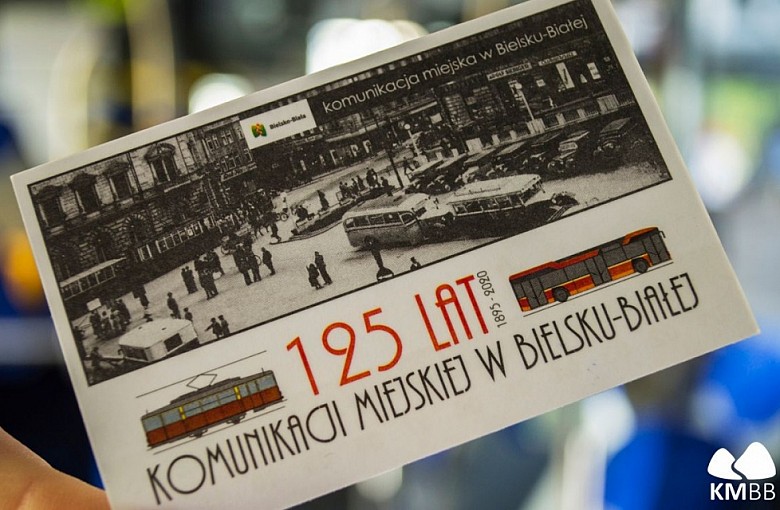 komunikacja miejska w Bielsku-Białej
Bielsko-Biała
125 LAT
1895 - 2020
KOMUNIKACJI MIEJSKIEJ W BIELSKU-BIAŁEJ
KMBB